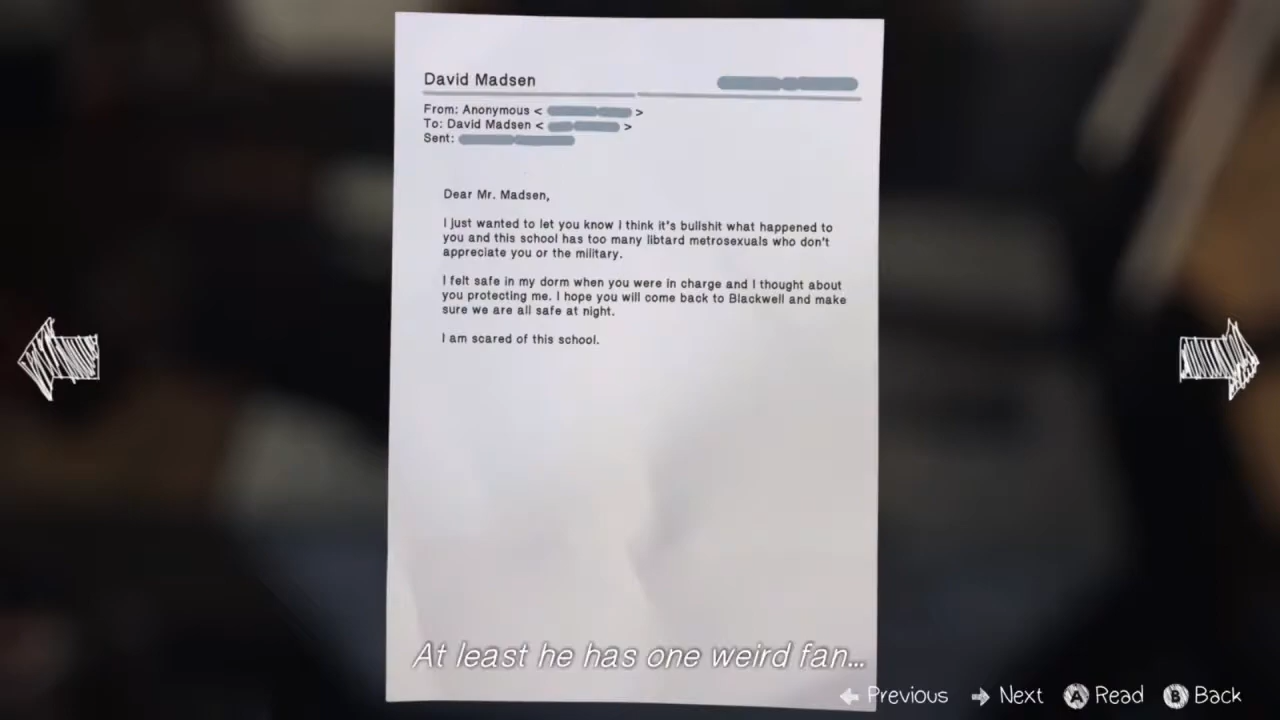 David Madsen
From: Anonymous < >
To: David Madsen < >
Sent:
Dear Mr. Madsen,
I just wanted to let you know I think it's bullshit what happened to
you and this school has too many libtard metrosexuals who don't
appreciate you or the military.
I felt safe in my dorm when you were in charge and I thought about
you protecting me. I hope you will come back to Blackwell and make
sure we are all safe at night.
I am scared of this school.
At least he has one weird fan...
Previous Next A Read B Back